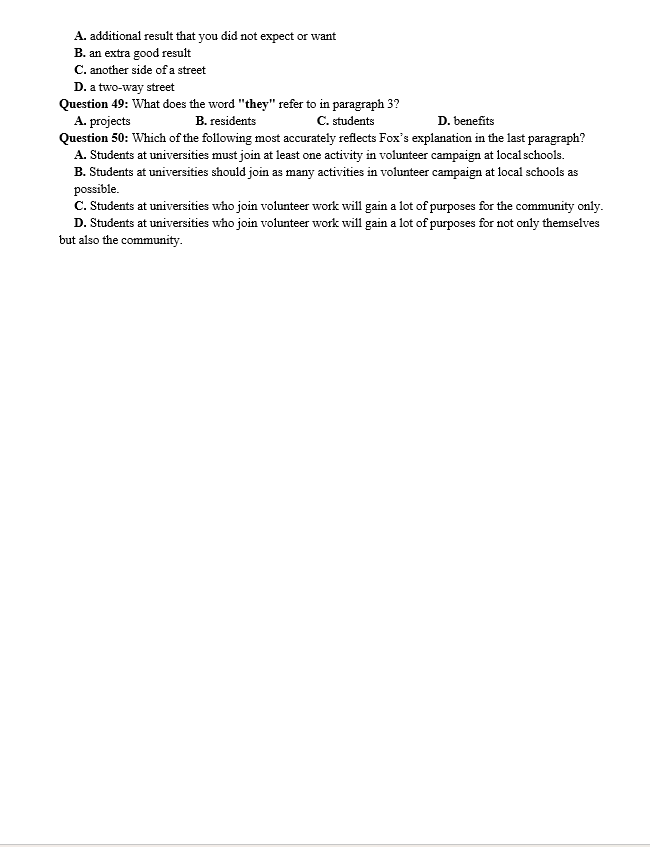 A. additional result that you did not expect or want
B. an extra good result
C. another side of a street
D. a two-way street
Question 49: What does the word "they" refer to in paragraph 3?
A. projects B. residents C. students D. benefits
Question 50: Which of the following most accurately reflects Fox's explanation in the last paragraph?
A. Students at universities must join at least one activity in volunteer campaign at local schools.
B. Students at universities should join as many activities in volunteer campaign at local schools as
possible.
C. Students at universities who join volunteer work will gain a lot of purposes for the community only.
D. Students at universities who join volunteer work will gain a lot of purposes for not only themselves
but also the community.